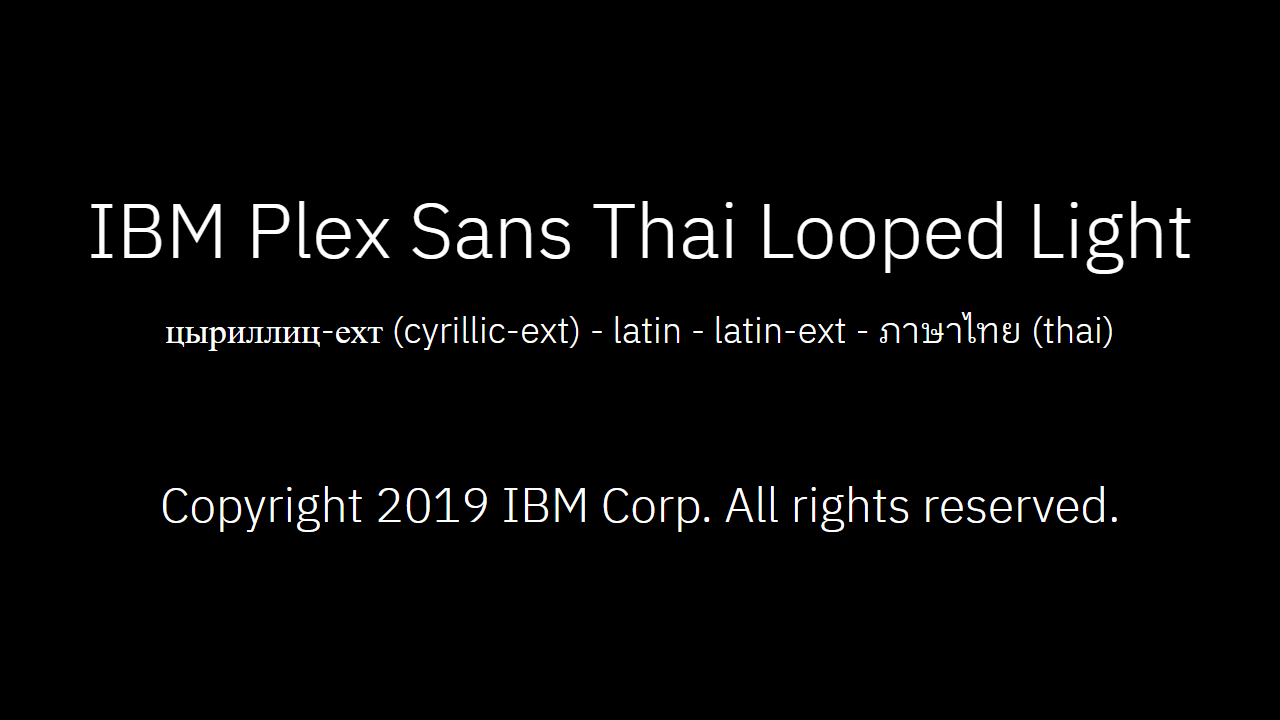 IBM Plex Sans Thai Looped Light
цыриллиц-ехт (cyrillic-ext) - latin - latin-ext - ภาษาไทย (thai)
Copyright 2019 IBM Corp. All rights reserved.